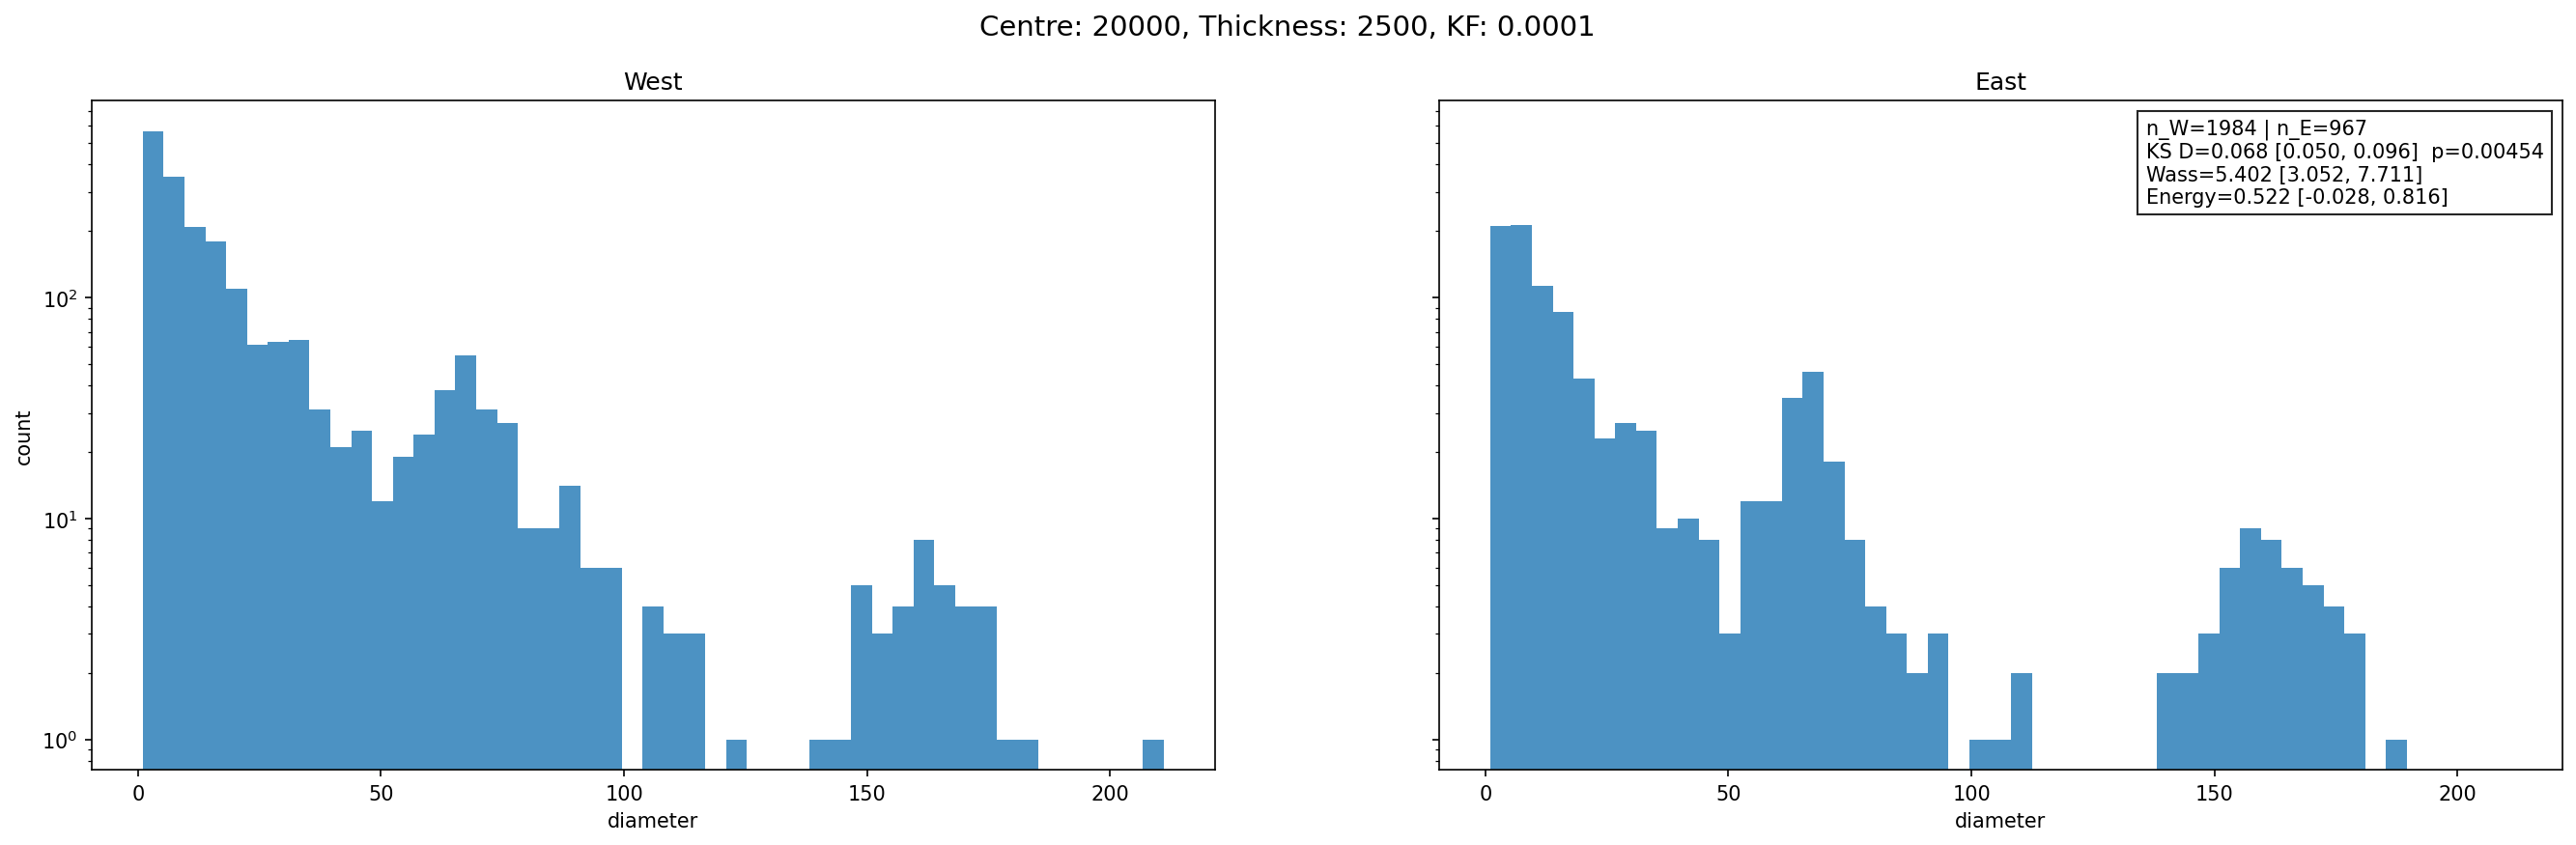 Centre: 20000, Thickness: 2500, KF: 0.0001
West
count
10²
10¹
10⁰
0 50 100 150 200
diameter
East
n_W=1984 | n_E=967
KS D=0.068 [0.050, 0.096]  p=0.00454
Wass=5.402 [3.052, 7.711]
Energy=0.522 [-0.028, 0.816]
0 50 100 150 200
diameter